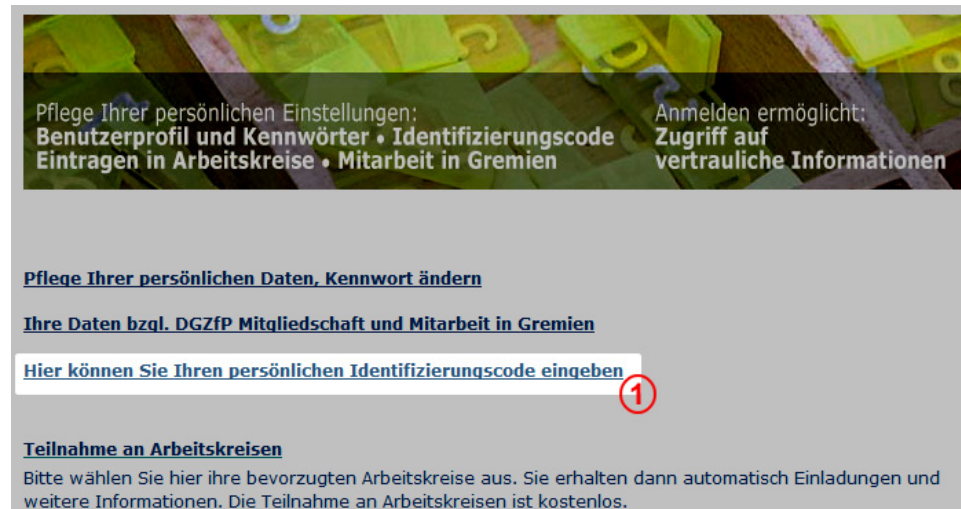 Pflege Ihrer persönlichen Einstellungen:
Benutzerprofil und Kennwörter • Identifizierungscode
Eintragen in Arbeitskreise • Mitarbeit in Gremien
Anmelden ermöglicht:
Zugriff auf
vertrauliche Informationen
Pflege Ihrer persönlichen Daten, Kennwort ändern
Ihre Daten bzgl. DGZfP Mitgliedschaft und Mitarbeit in Gremien
Hier können Sie Ihren persönlichen Identifizierungscode eingeben
1
Teilnahme an Arbeitskreisen
Bitte wählen Sie hier ihre bevorzugten Arbeitskreise aus. Sie erhalten dann automatisch Einladungen und
weitere Informationen. Die Teilnahme an Arbeitskreisen ist kostenlos.